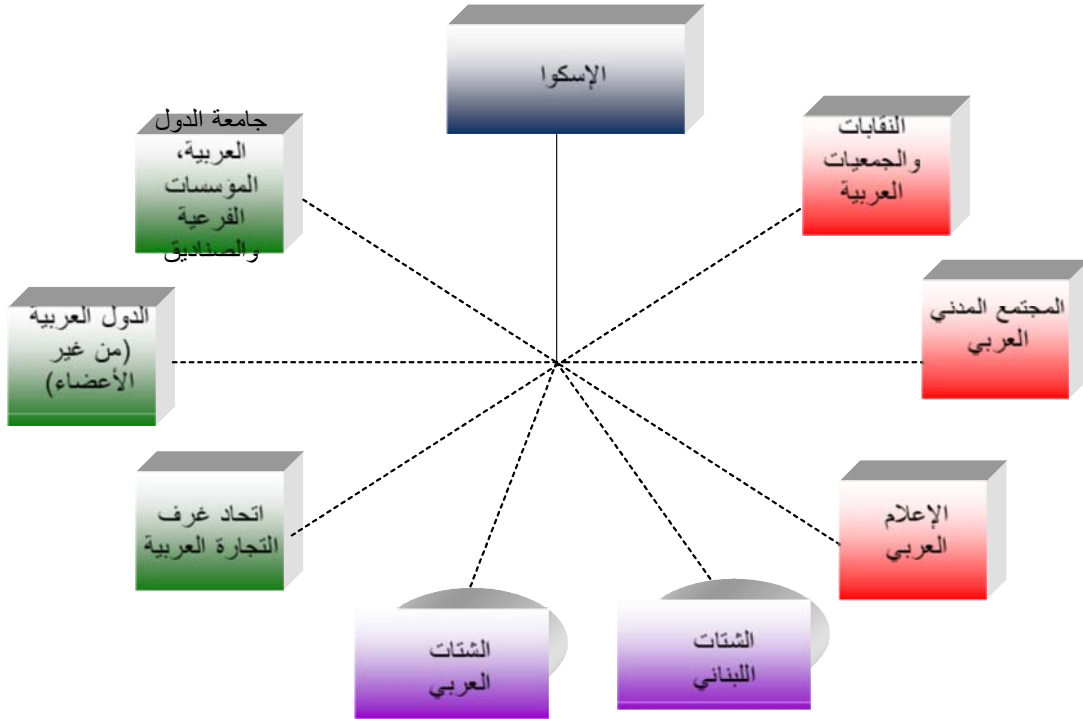 الإسكوا
النقابات
والجمعيات
العربية
جامعة الدول
العربية،
المؤسسات
الفرعية
والصناديق
المجتمع المدني
العربي
الدول العربية
(من غير
الأعضاء)
الإعلام
العربي
اتحاد غرف
التجارة العربية
الشتات
اللبناني
الشتات
العربي